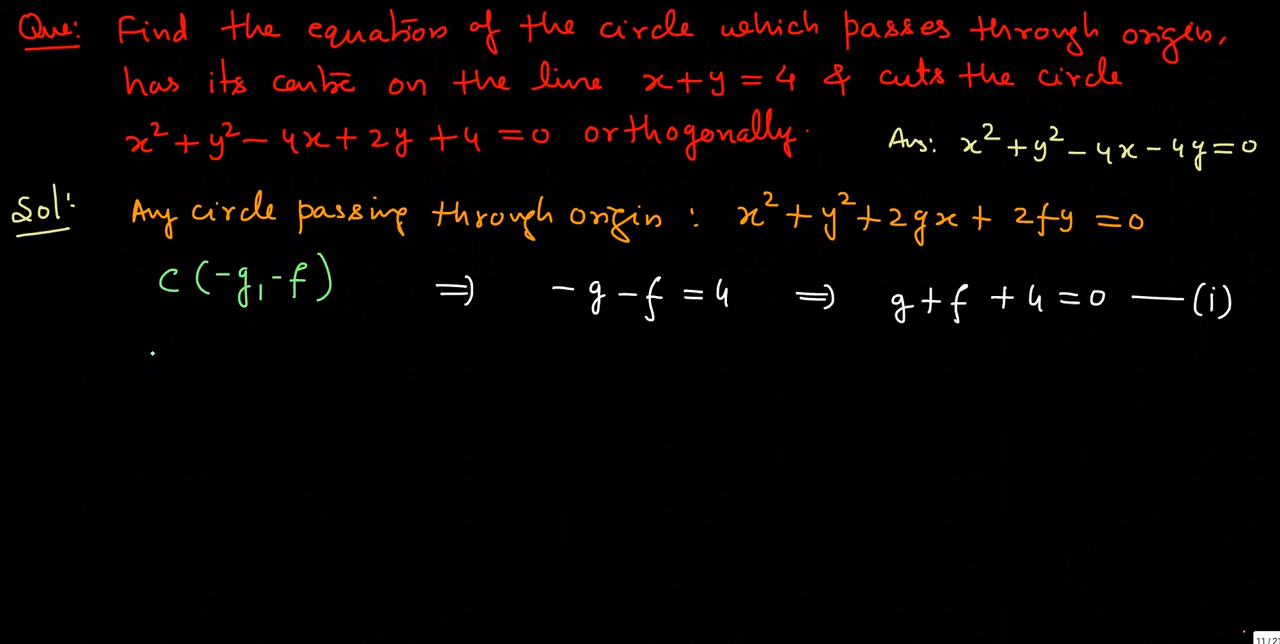 Que: Find the equation of the circle which passes through origin,
has its centre on the line x + y = 4 & cuts the circle
x² + y² - 4x + 2y + 4 = 0 orthogonally. Ans: x² + y² - 4x - 4y = 0
Sol: Any circle passing through origin : x² + y² + 2gx + 2fy = 0
C (-g, -f) ⇒ -g - f = 4 ⇒ g + f + 4 = 0 — (i)